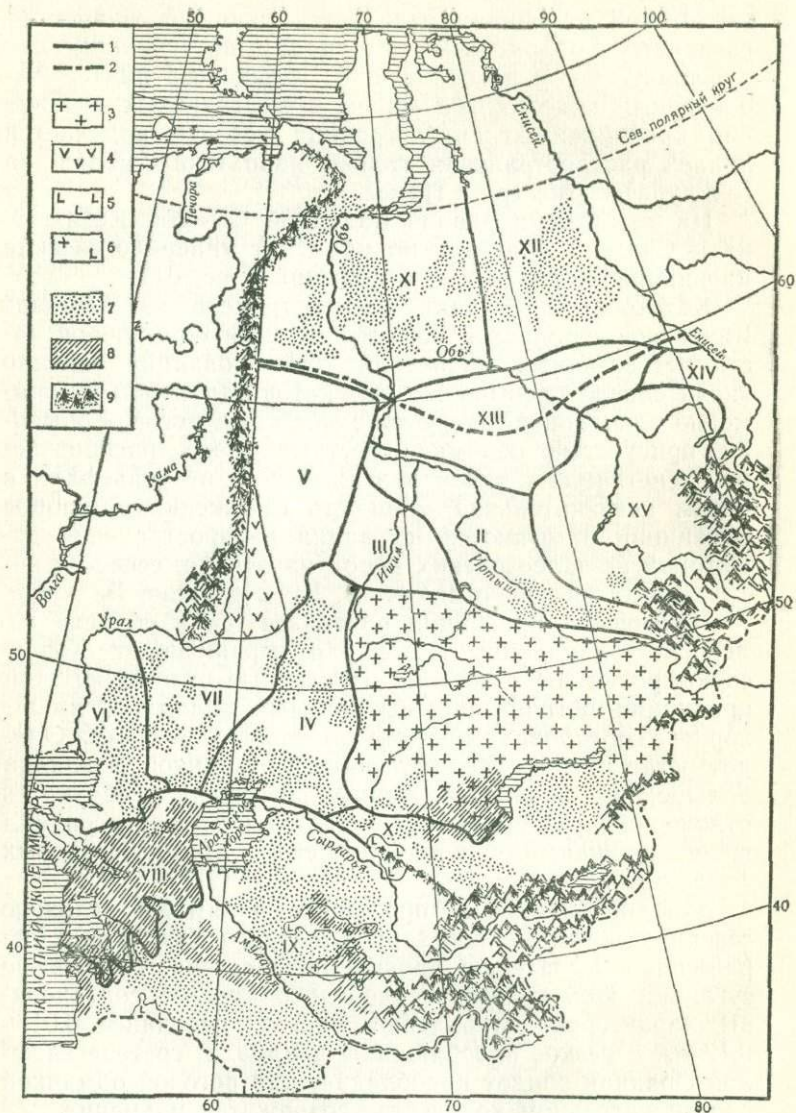 50
60
70
80
90
100
1
2
3
4
5
6
7
8
9
Енисей
Сев. полярный круг
Печора
Обь
XI
XII
60
Обь
Енисей
XIV
XIII
Кама
V
XV
III
Ишим
II
Иртыш
Волга
50
Урал
50
VI
VII
IV
I
КАСПИЙСКОЕ МОРЕ
Аральское море
X
Сырдарья
VIII
40
Амударья
IX
40
60
70
80